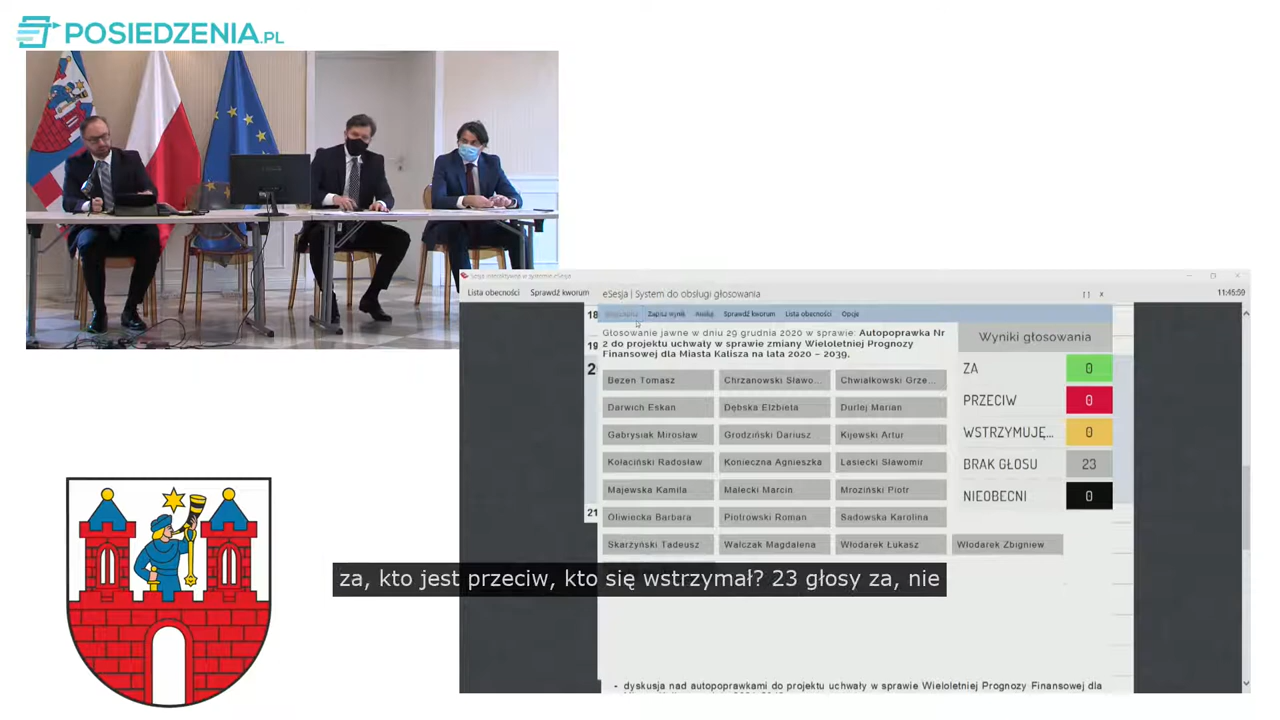 POSIEDZENIA.PL
Sesja interaktywna w systemie eSesja
Lista obecności Sprawdź kworum eSesja | System do obsługi głosowania 11:45:59
Zapisz wynik Anuluj Sprawdź kworum Lista obecności Opcje
18
19
2
21
Głosowanie jawne w dniu 29 grudnia 2020 w sprawie: Autopoprawka Nr
2 do projektu uchwały w sprawie zmiany Wieloletniej Prognozy
Finansowej dla Miasta Kalisza na lata 2020 – 2039.
Bezen Tomasz Chrzanowski Sławo... Chwiałkowski Grze...
Darwich Eskan Dębska Elżbieta Durlej Marian
Gabrysiak Mirosław Grodziński Dariusz Kijewski Artur
Kołaciński Radosław Konieczna Agnieszka Lasiecki Sławomir
Majewska Kamila Małecki Marcin Mroziński Piotr
Oliwiecka Barbara Piotrowski Roman Sadowska Karolina
Skarżyński Tadeusz Walczak Magdalena Włodarek Łukasz Włodarek Zbigniew
Wyniki głosowania
ZA 0
PRZECIW 0
WSTRZYMUJĘ... 0
BRAK GŁOSU 23
NIEOBECNI 0
za, kto jest przeciw, kto się wstrzymał? 23 głosy za, nie
- dyskusja nad autopoprawkami do projektu uchwały w sprawie Wieloletniej Prognozy Finansowej dla